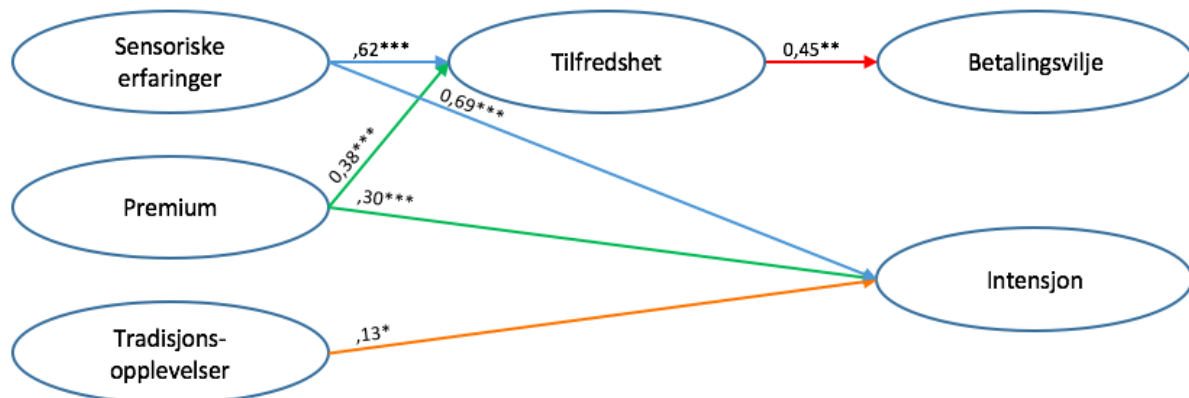 Sensoriske
erfaringer
,62***
Tilfredshet
0,45**
Betalingsvilje
0,69***
0,38***
Premium
,30***
Intensjon
Tradisjons-
opplevelser
,13*